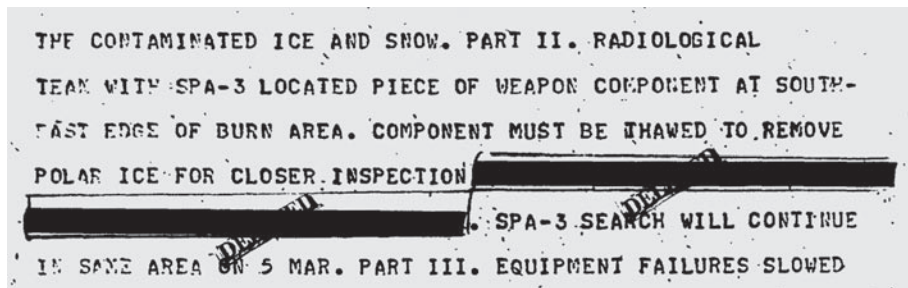 THE CONTAMINATED ICE AND SNOW. PART II. RADIOLOGICAL
TEAM WITH SPA-3 LOCATED PIECE OF WEAPON COMPONENT AT SOUTH-
EAST EDGE OF BURN AREA. COMPONENT MUST BE THAWED TO REMOVE
POLAR ICE FOR CLOSER INSPECTION
DELETED
DELETED
. SPA-3 SEARCH WILL CONTINUE
IN SAME AREA ON 5 MAR. PART III. EQUIPMENT FAILURES SLOWED